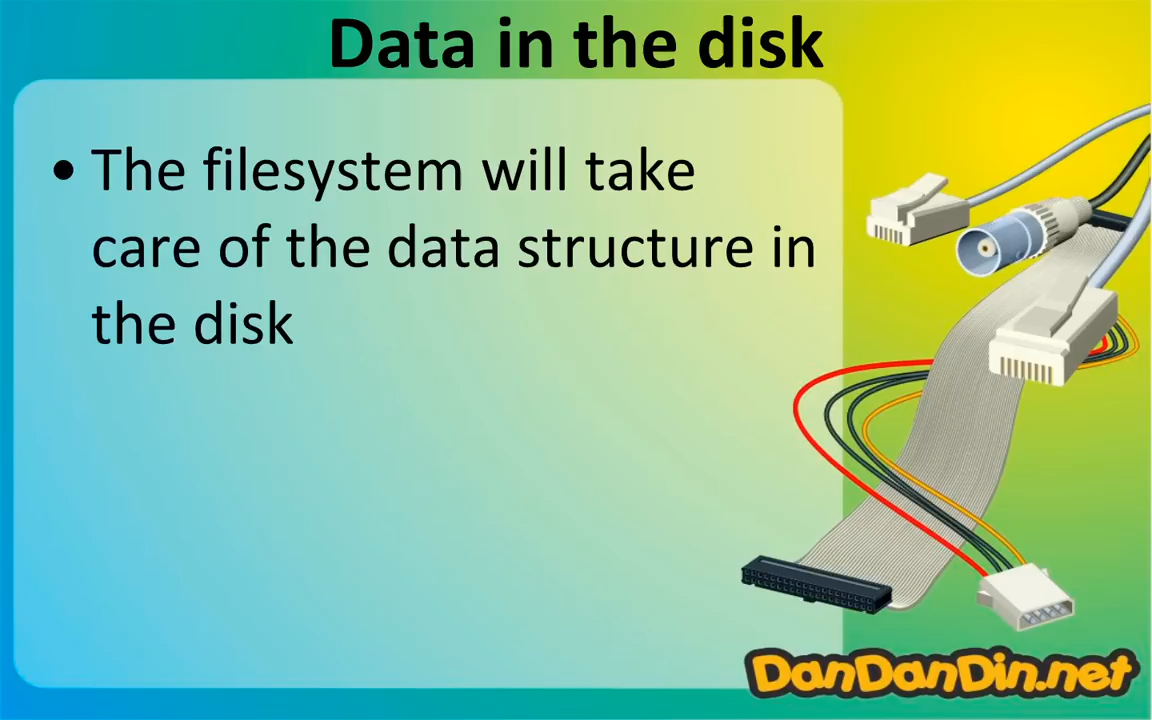 Data in the disk
• The filesystem will take
care of the data structure in
the disk
DanDanDin.net